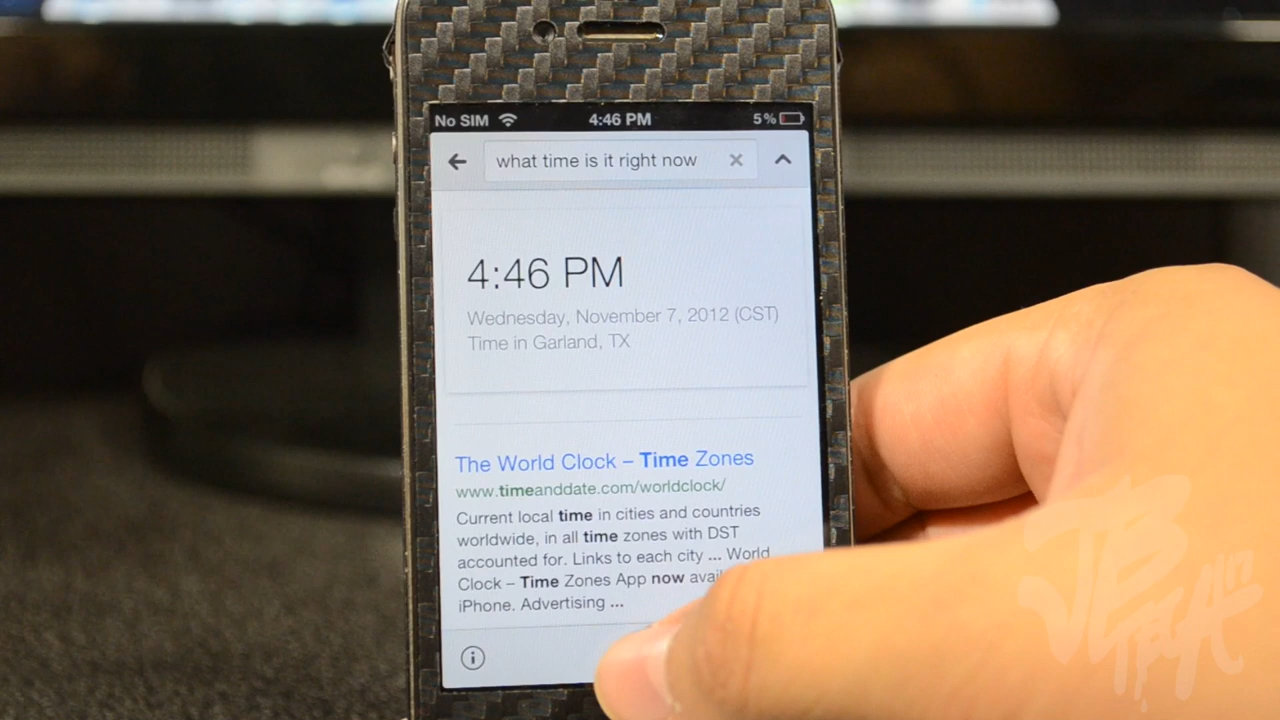 No SIM 4:46 PM 5%
what time is it right now
4:46 PM
Wednesday, November 7, 2012 (CST)
Time in Garland, TX
The World Clock – Time Zones
www.timeanddate.com/worldclock/
Current local time in cities and countries
worldwide, in all time zones with DST
accounted for. Links to each city ... World
Clock – Time Zones App now
iPhone. Advertising ...